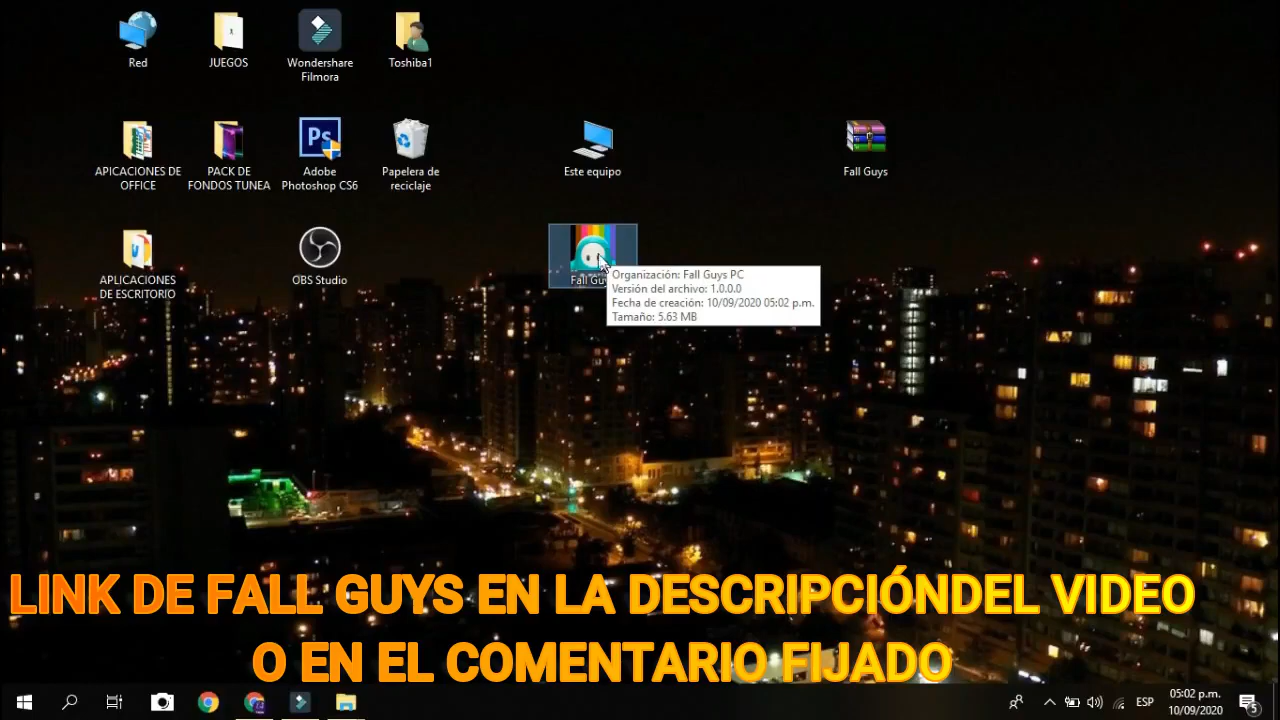 Red
JUEGOS
Wondershare
Filmora
Toshiba1
APICACIONES DE
OFFICE
PACK DE
FONDOS TUNEA
Adobe
Photoshop CS6
Papelera de
reciclaje
Este equipo
Fall Guys
APLICACIONES
DE ESCRITORIO
OBS Studio
Organización: Fall Guys PC
Versión del archivo: 1.0.0.0
Fecha de creación: 10/09/2020 05:02 p.m.
Tamaño: 5.63 MB
LINK DE FALL GUYS EN LA DESCRIPCIÓNDEL VIDEO
O EN EL COMENTARIO FIJADO
ESP
05:02 p.m.
10/09/2020
5